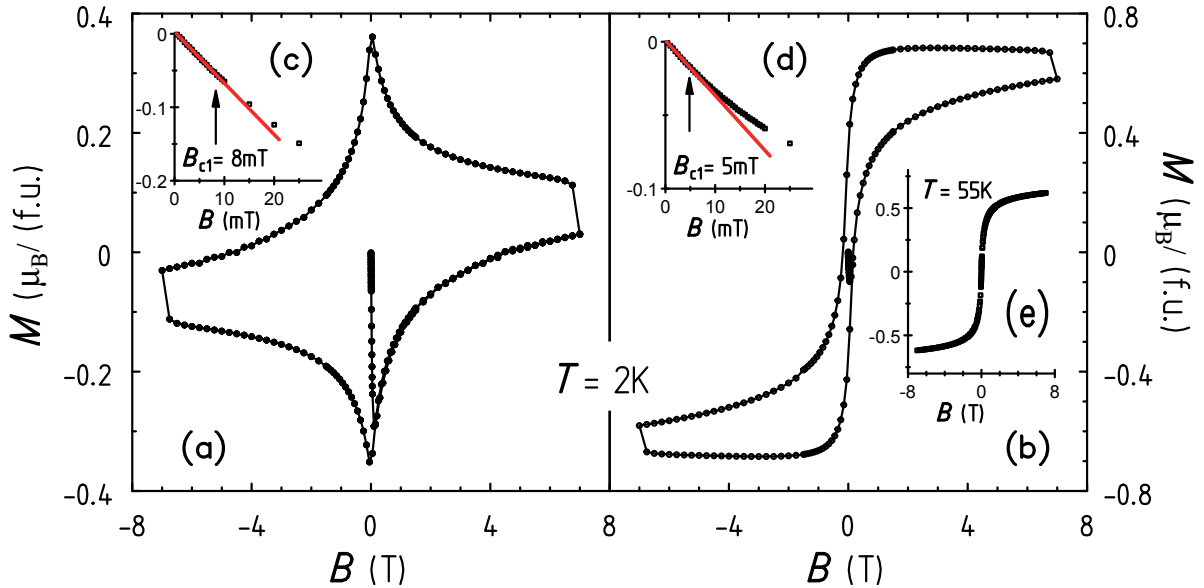 0.4
0.2
0
−0.2
−0.4
M (μB/ (f.u.)
−8
−4
0
4
8
B (T)
(a)
(c)
0
-0.1
-0.2
Bc1= 8mT
0
10
20
B (mT)
T = 2K
(d)
0
-0.1
Bc1= 5mT
0
10
20
B (mT)
T = 55K
0.5
0
-0.5
(e)
-8
0
8
B (T)
(b)
−4
0
4
8
B (T)
0.8
0.4
0
−0.4
−0.8
M (μB/ (f.u.)